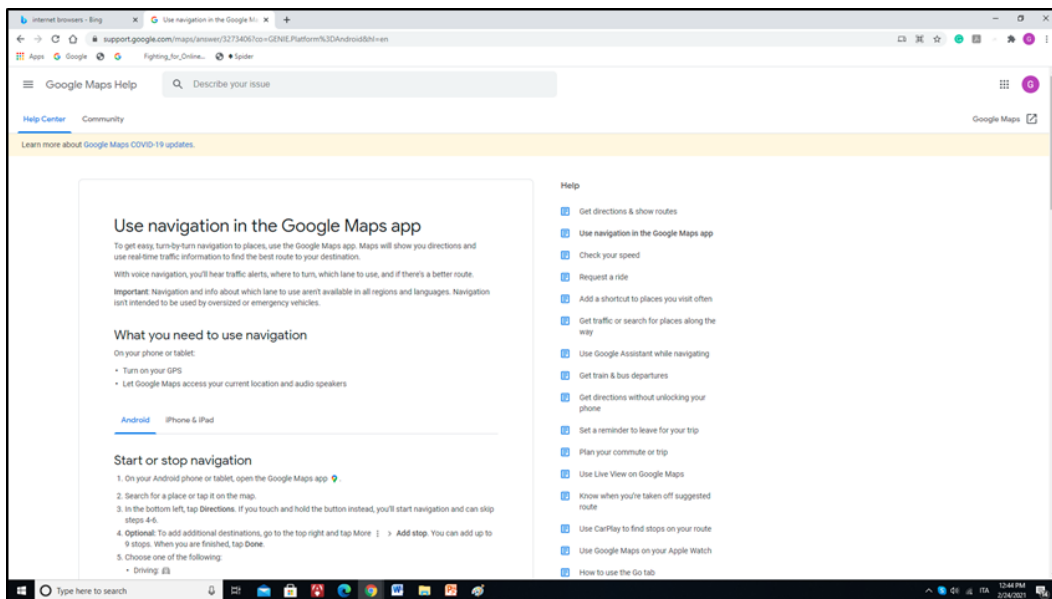 internet browsers - Bing
Use navigation in the Google Ma
support.google.com/maps/answer/3273406?co=GENIE.Platform%3DAndroid&hl=en
Apps
Google
Fighting_for_Online...
Spider
Google Maps Help
Describe your issue
G
Help Center
Community
Google Maps
Learn more about Google Maps COVID-19 updates.
Use navigation in the Google Maps app
To get easy, turn-by-turn navigation to places, use the Google Maps app. Maps will show you directions and
use real-time traffic information to find the best route to your destination.
With voice navigation, you'll hear traffic alerts, where to turn, which lane to use, and if there's a better route.
Important: Navigation and info about which lane to use aren't available in all regions and languages. Navigation
isn't intended to be used by oversized or emergency vehicles.
What you need to use navigation
On your phone or tablet:
• Turn on your GPS
• Let Google Maps access your current location and audio speakers
Android
iPhone & iPad
Start or stop navigation
1. On your Android phone or tablet, open the Google Maps app .
2. Search for a place or tap it on the map.
3. In the bottom left, tap Directions. If you touch and hold the button instead, you'll start navigation and can skip
steps 4-6.
4. Optional: To add additional destinations, go to the top right and tap More > Add stop. You can add up to
9 stops. When you are finished, tap Done.
5. Choose one of the following:
• Driving:
Help
Get directions & show routes
Use navigation in the Google Maps app
Check your speed
Request a ride
Add a shortcut to places you visit often
Get traffic or search for places along the
way
Use Google Assistant while navigating
Get train & bus departures
Get directions without unlocking your
phone
Set a reminder to leave for your trip
Plan your commute or trip
Use Live View on Google Maps
Know when you're taken off suggested
route
Use CarPlay to find stops on your route
Use Google Maps on your Apple Watch
How to use the Go tab
Type here to search
ITA
12:44 PM
2/24/2021